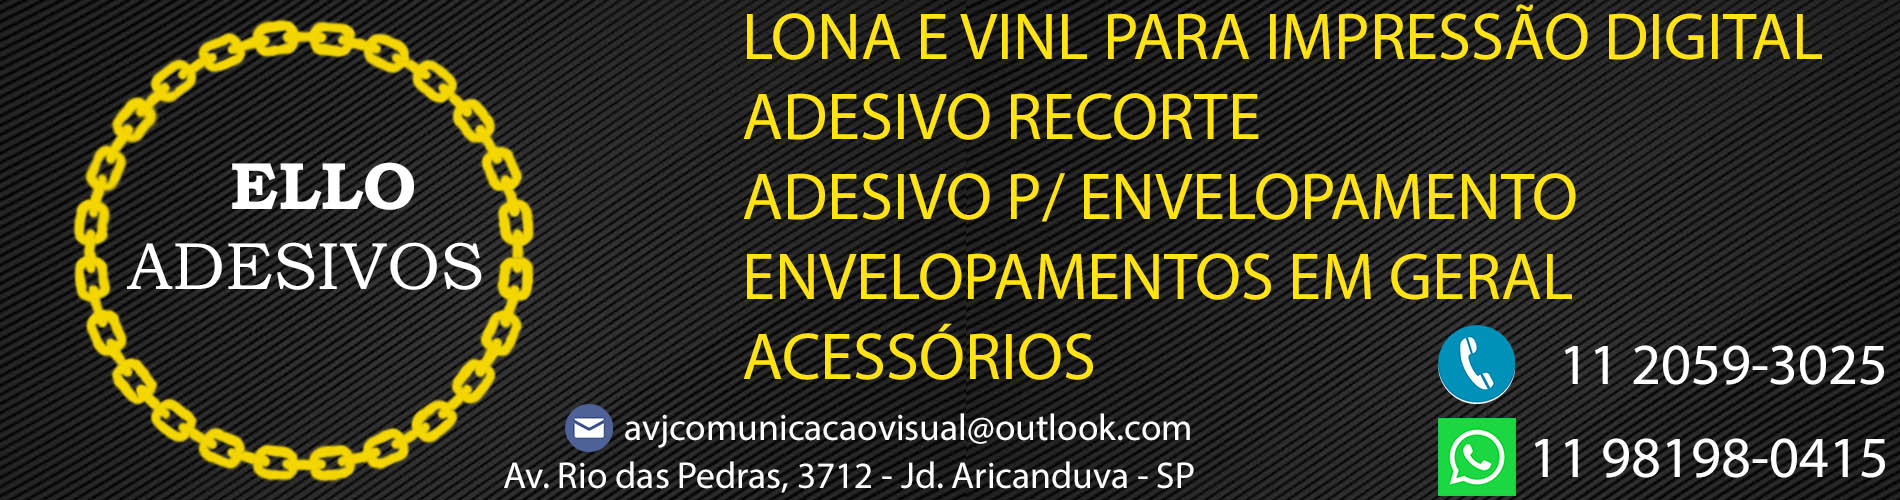 ELLO
ADESIVOS
LONA E VINL PARA IMPRESSÃO DIGITAL
ADESIVO RECORTE
ADESIVO P/ ENVELOPAMENTO
ENVELOPAMENTOS EM GERAL
ACESSÓRIOS
avjcomunicacaovisual@outlook.com
Av. Rio das Pedras, 3712 - Jd. Aricanduva - SP
11 2059-3025
11 98198-0415